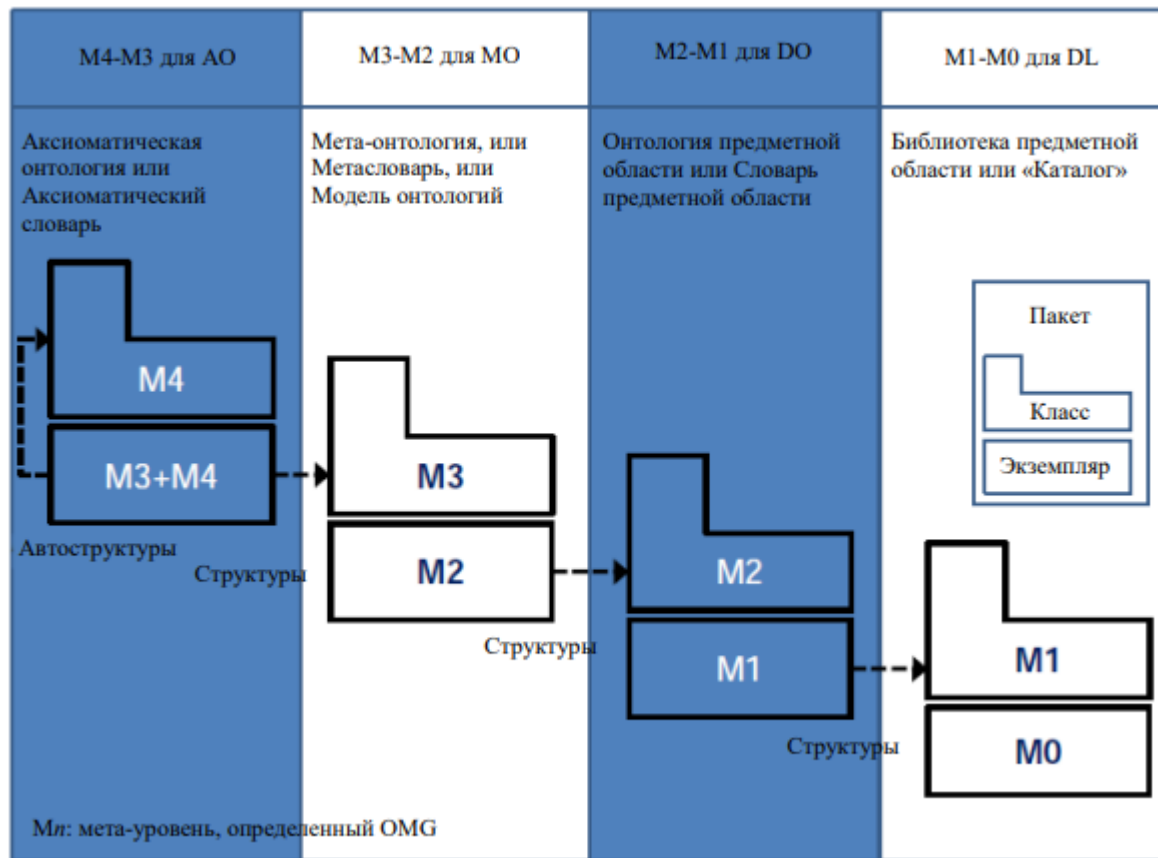 M4-M3 для AO
M3-M2 для MO
M2-M1 для DO
M1-M0 для DL
Аксиоматическая
онтология или
Аксиоматический
словарь
Мета-онтология, или
Метасловарь, или
Модель онтологий
Онтология предметной
области или Словарь
предметной области
Библиотека предметной
области или «Каталог»
Пакет
Класс
Экземпляр
M4
M3+M4
Автоструктуры
M3
M2
Структуры
M2
M1
Структуры
M1
M0
Структуры
Mn: мета-уровень, определенный OMG